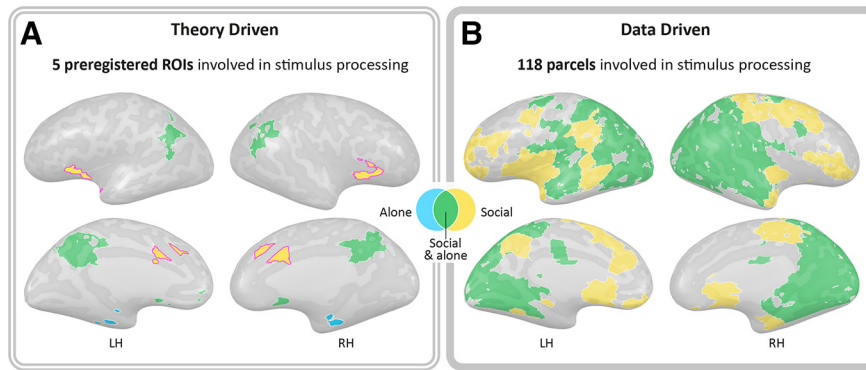 A
Theory Driven
5 preregistered ROIs involved in stimulus processing
LH
RH
Alone
Social
Social
& alone
B
Data Driven
118 parcels involved in stimulus processing
LH
RH